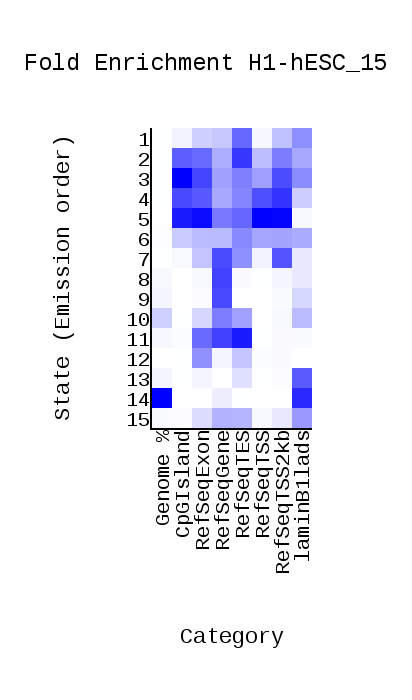 Fold Enrichment H1-hESC_15
State (Emission order)
1
2
3
4
5
6
7
8
9
10
11
12
13
14
15
Genome %
CpGIsland
RefSeqExon
RefSeqGene
RefSeqTES
RefSeqTSS
RefSeqTSS2kb
laminB1lads
Category